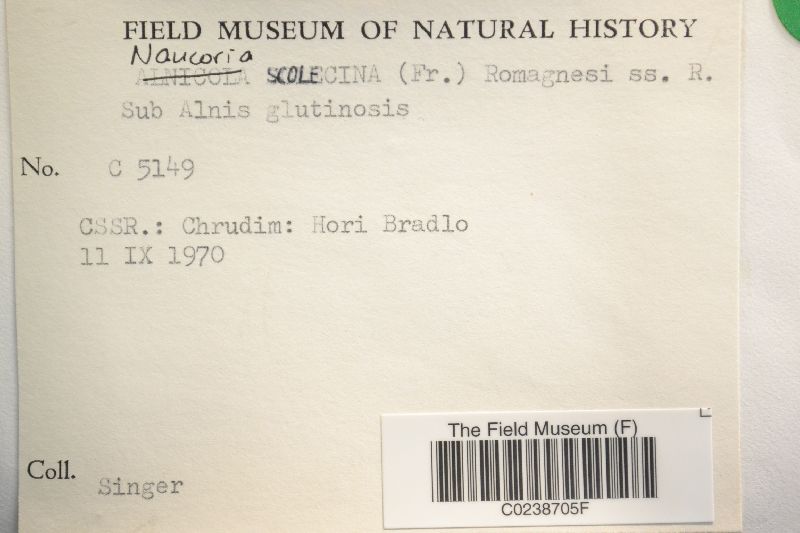 FIELD MUSEUM OF NATURAL HISTORY
Naucoria
ALNICOLA SCOLECINA (Fr.) Romagnesi ss. R.
Sub Alnis glutinosis
No. C 5149
CSSR.: Chrudim: Hori Bradlo
11 IX 1970
Coll. Singer
The Field Museum (F)
C0238705F